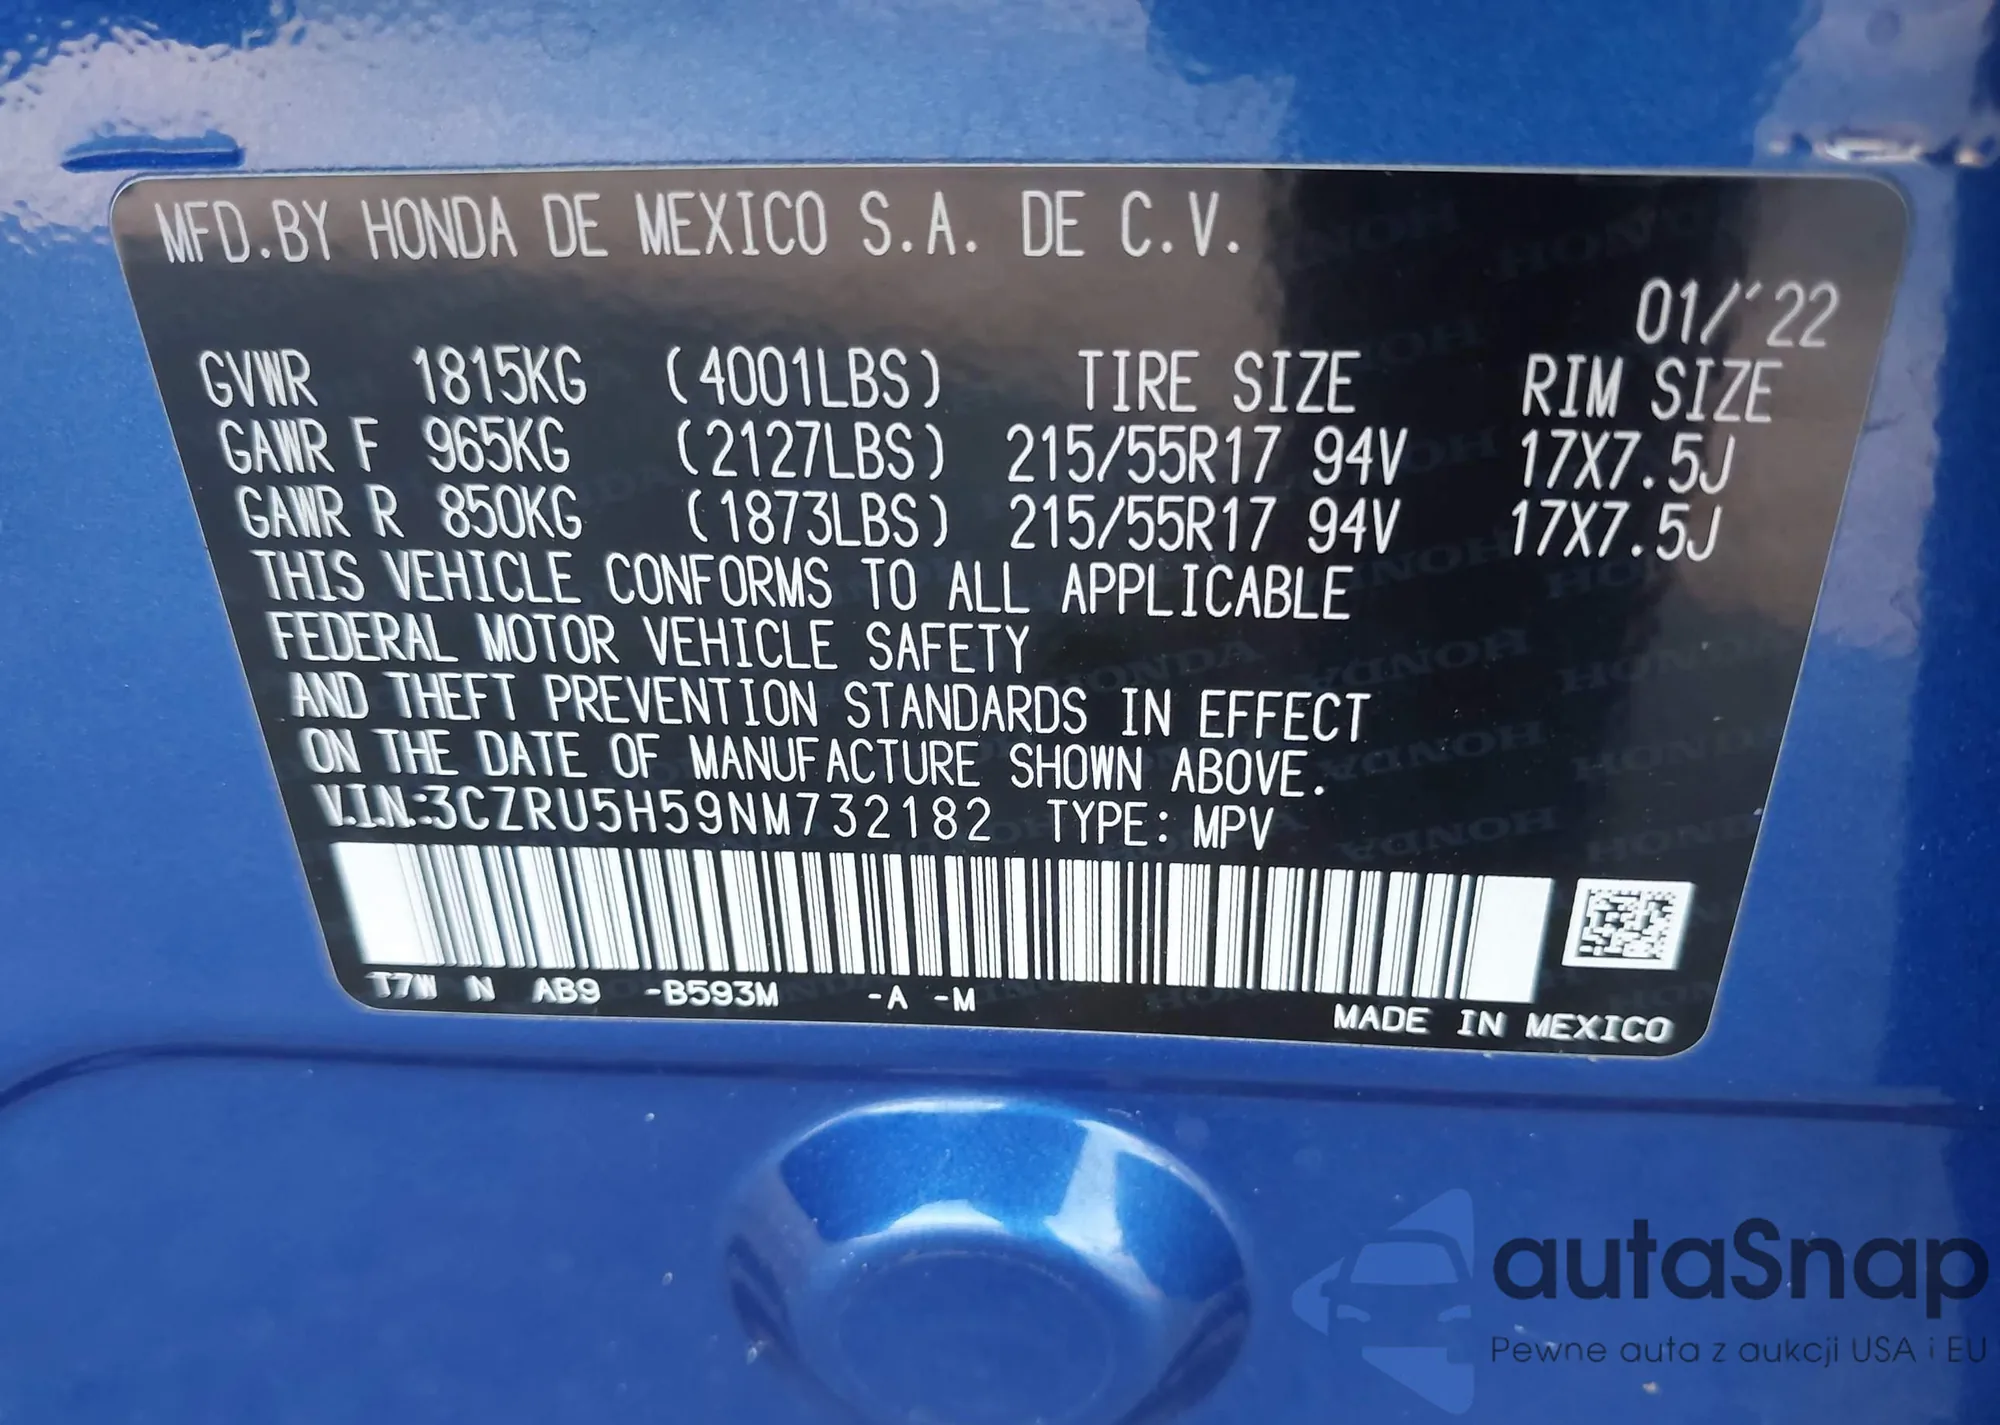 MFD.BY HONDA DE MEXICO S.A. DE C.V.
01/'22
GVWR 1815KG (4001LBS) TIRE SIZE RIM SIZE
GAWR F 965KG (2127LBS) 215/55R17 94V 17X7.5J
GAWR R 850KG (1873LBS) 215/55R17 94V 17X7.5J
THIS VEHICLE CONFORMS TO ALL APPLICABLE
FEDERAL MOTOR VEHICLE SAFETY
AND THEFT PREVENTION STANDARDS IN EFFECT
ON THE DATE OF MANUFACTURE SHOWN ABOVE.
V.I.N.:3CZRU5H59NM732182 TYPE: MPV
T7W N AB9 -B593M -A -M
MADE IN MEXICO
autaSnap
Pewne auta z aukcji USA i EU